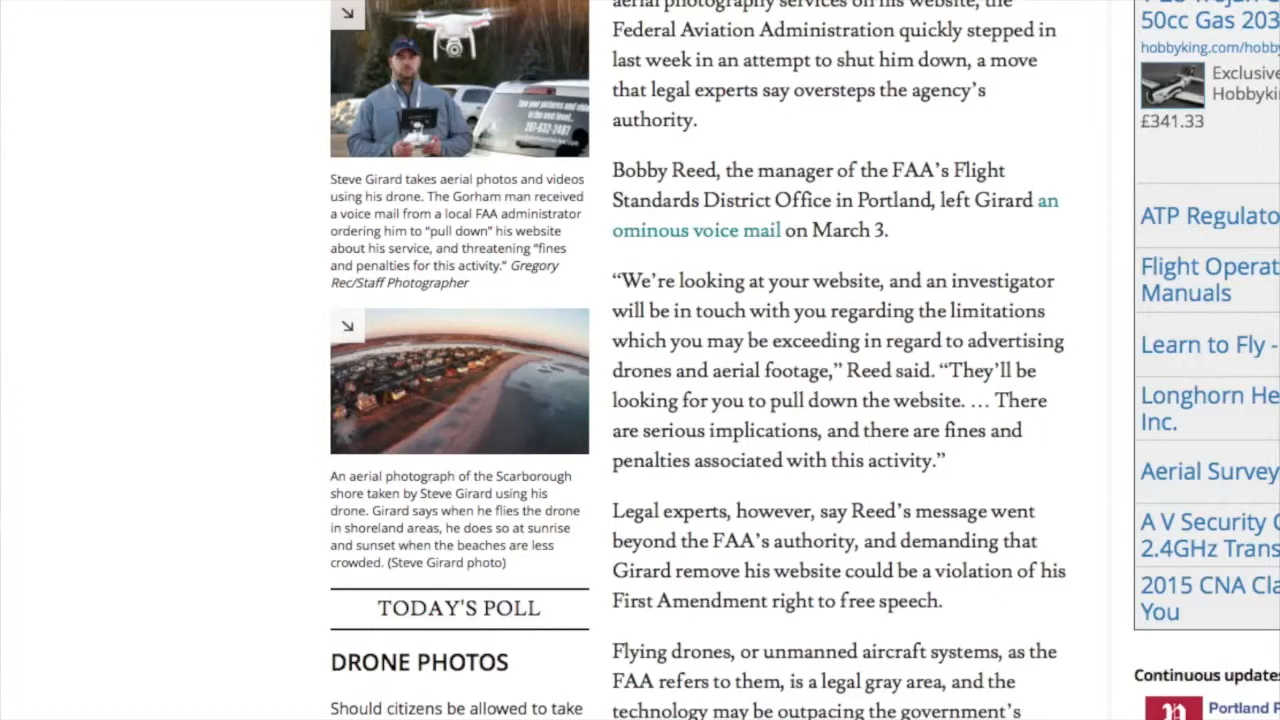 Tak
207-632-2487
Steve Girard takes aerial photos and videos
using his drone. The Gorham man received
a voice mail from a local FAA administrator
ordering him to “pull down” his website
about his service, and threatening “fines
and penalties for this activity.” Gregory
Rec/Staff Photographer
An aerial photograph of the Scarborough
shore taken by Steve Girard using his
drone. Girard says when he flies the drone
in shoreland areas, he does so at sunrise
and sunset when the beaches are less
crowded. (Steve Girard photo)
TODAY'S POLL
DRONE PHOTOS
Should citizens be allowed to take
aerial photography services on his website, the
Federal Aviation Administration quickly stepped in
last week in an attempt to shut him down, a move
that legal experts say oversteps the agency’s
authority.
Bobby Reed, the manager of the FAA’s Flight
Standards District Office in Portland, left Girard an
ominous voice mail on March 3.
“We’re looking at your website, and an investigator
will be in touch with you regarding the limitations
which you may be exceeding in regard to advertising
drones and aerial footage,” Reed said. “They’ll be
looking for you to pull down the website. … There
are serious implications, and there are fines and
penalties associated with this activity.”
Legal experts, however, say Reed’s message went
beyond the FAA’s authority, and demanding that
Girard remove his website could be a violation of his
First Amendment right to free speech.
Flying drones, or unmanned aircraft systems, as the
FAA refers to them, is a legal gray area, and the
technology may be outpacing the government’s
50cc Gas 203
hobbyking.com/hobby
Exclusive
Hobbykin
£341.33
ATP Regulato
Flight Operat
Manuals
Learn to Fly -
Longhorn He
Inc.
Aerial Survey
A V Security C
2.4GHz Trans
2015 CNA Cla
You
Continuous updates
Portland P